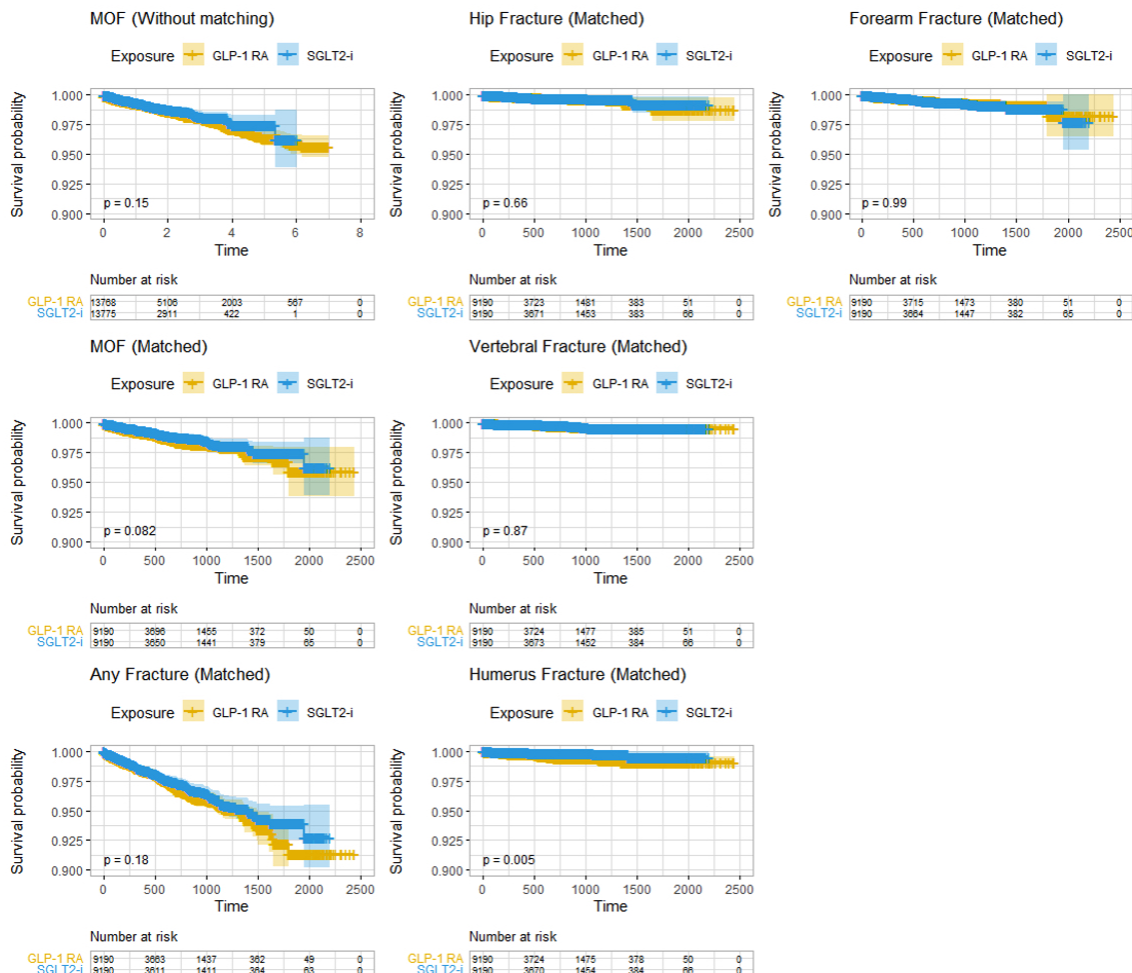 MOF (Without matching)
Exposure GLP-1 RA SGLT2-i
Survival probability
1.000
0.975
0.950
0.925
0.900
p = 0.15
0 2 4 6 8
Time
Number at risk
GLP-1 RA 13768 5106 2003 567 0
SGLT2-i 13775 2911 422 1 0
Hip Fracture (Matched)
Exposure GLP-1 RA SGLT2-i
Survival probability
1.000
0.975
0.950
0.925
0.900
p = 0.66
0 500 1000 1500 2000 2500
Time
Number at risk
GLP-1 RA 9190 3723 1481 383 51 0
SGLT2-i 9190 3671 1453 383 66 0
Forearm Fracture (Matched)
Exposure GLP-1 RA SGLT2-i
Survival probability
1.000
0.975
0.950
0.925
0.900
p = 0.99
0 500 1000 1500 2000 2500
Time
Number at risk
GLP-1 RA 9190 3715 1473 380 51 0
SGLT2-i 9190 3664 1447 382 65 0
MOF (Matched)
Exposure GLP-1 RA SGLT2-i
Survival probability
1.000
0.975
0.950
0.925
0.900
p = 0.082
0 500 1000 1500 2000 2500
Time
Number at risk
GLP-1 RA 9190 3696 1455 372 50 0
SGLT2-i 9190 3650 1441 379 65 0
Vertebral Fracture (Matched)
Exposure GLP-1 RA SGLT2-i
Survival probability
1.000
0.975
0.950
0.925
0.900
p = 0.87
0 500 1000 1500 2000 2500
Time
Number at risk
GLP-1 RA 9190 3724 1477 385 51 0
SGLT2-i 9190 3673 1452 384 66 0
Any Fracture (Matched)
Exposure GLP-1 RA SGLT2-i
Survival probability
1.000
0.975
0.950
0.925
0.900
p = 0.18
0 500 1000 1500 2000 2500
Time
Number at risk
GLP-1 RA 9190 3663 1437 362 49 0
SGLT2-i 9190 3611 1411 364 63 0
Humerus Fracture (Matched)
Exposure GLP-1 RA SGLT2-i
Survival probability
1.000
0.975
0.950
0.925
0.900
p = 0.005
0 500 1000 1500 2000 2500
Time
Number at risk
GLP-1 RA 9190 3724 1475 378 50 0
SGLT2-i 9190 3670 1454 384 66 0